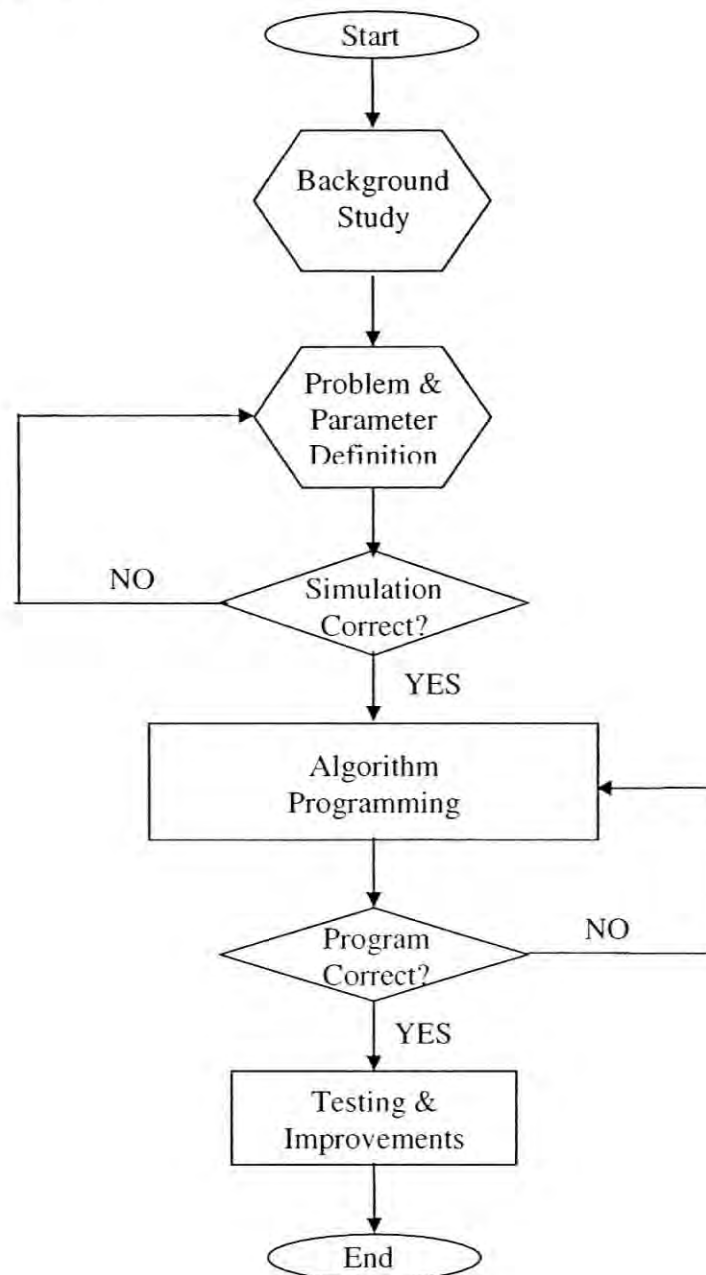 Start
Background
Study
Problem &
Parameter
Definition
NO
Simulation
Correct?
YES
Algorithm
Programming
Program
Correct?
NO
YES
Testing &
Improvements
End